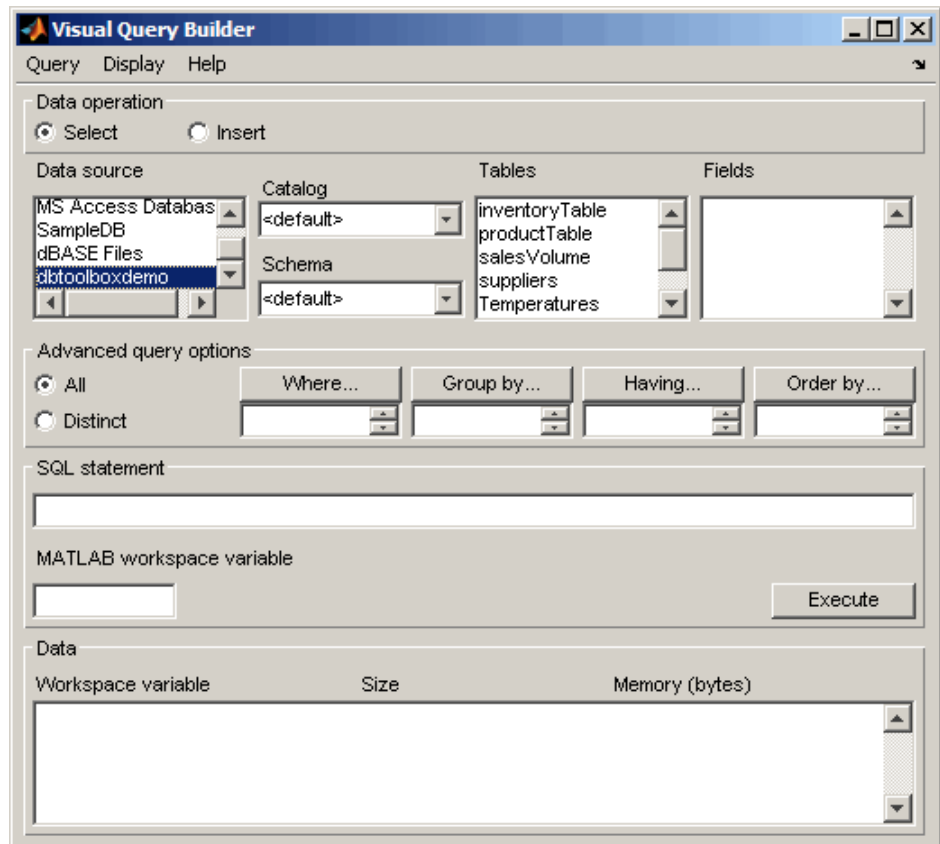 Visual Query Builder
Query Display Help
Data operation
Select Insert
Data source
MS Access Databas
SampleDB
dBASE Files
dbtoolboxdemo
Catalog
<default>
Schema
<default>
Tables
inventoryTable
productTable
salesVolume
suppliers
Temperatures
Fields
Advanced query options
All
Distinct
Where... Group by... Having... Order by...
SQL statement
MATLAB workspace variable
Execute
Data
Workspace variable Size Memory (bytes)